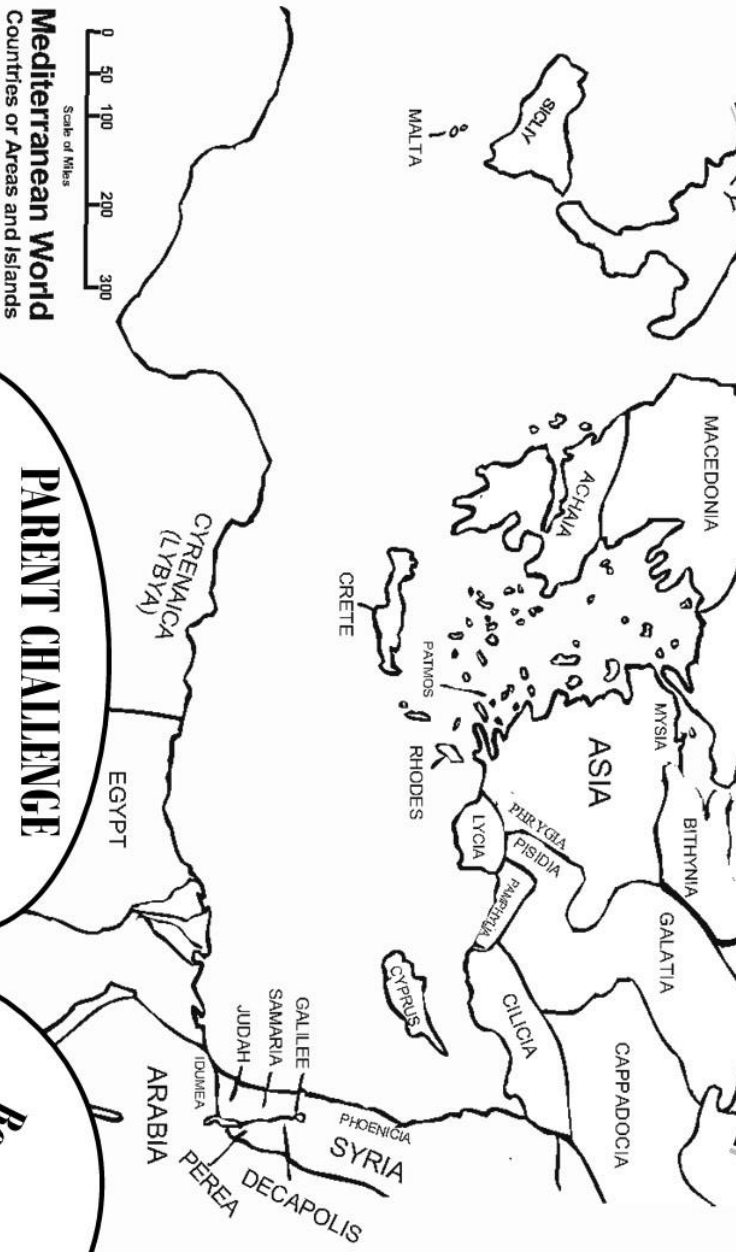 MACEDONIA
MYSIA
BITHYNIA
GALATIA
CAPPADOCIA
SICLIY
ACHAIA
ASIA
PHRYGIA
PISIDIA
LYCIA
PAMPHYLIA
CILICIA
MALTA
CRETE
PATMOS
RHODES
CYPRUS
GALILEE
SAMARIA
JUDAH
IDUMEA
PHOENICIA
SYRIA
DECAPOLIS
PEREA
ARABIA
CYRENAICA
(LYBYA)
EGYPT
0 50 100 200 300
Scale of Miles
Mediterranean World
Countries or Areas and Islands
PARENT CHALLENGE